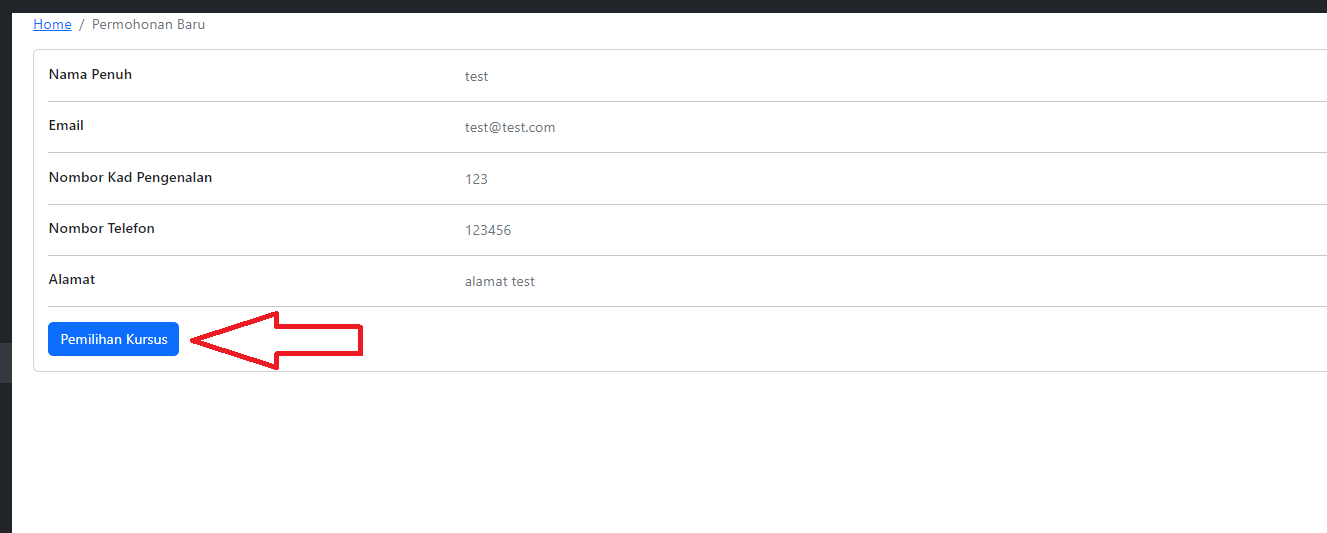 Home / Permohonan Baru
Nama Penuh test
Email test@test.com
Nombor Kad Pengenalan 123
Nombor Telefon 123456
Alamat alamat test
Pemilihan Kursus